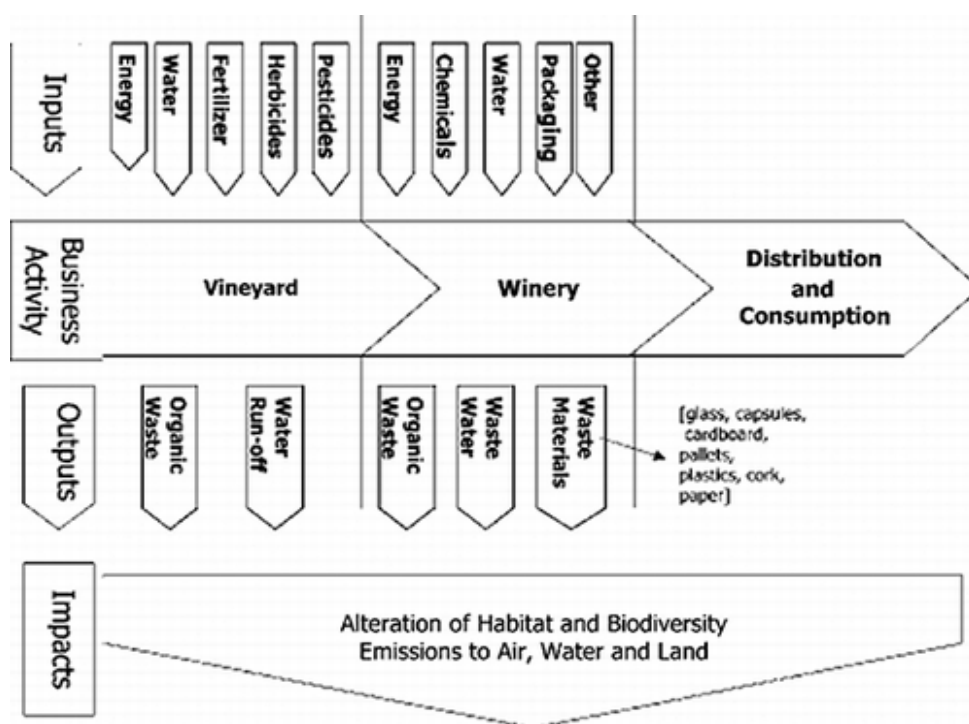 Inputs
Energy
Water
Fertilizer
Herbicides
Pesticides
Energy
Chemicals
Water
Packaging
Other
Business
Activity
Vineyard
Winery
Distribution
and
Consumption
Outputs
Organic
Waste
Water
Run-off
Organic
Waste
Waste
Water
Waste
Materials
[glass, capsules,
cardboard,
pallets,
plastics, cork,
paper]
Impacts
Alteration of Habitat and Biodiversity
Emissions to Air, Water and Land